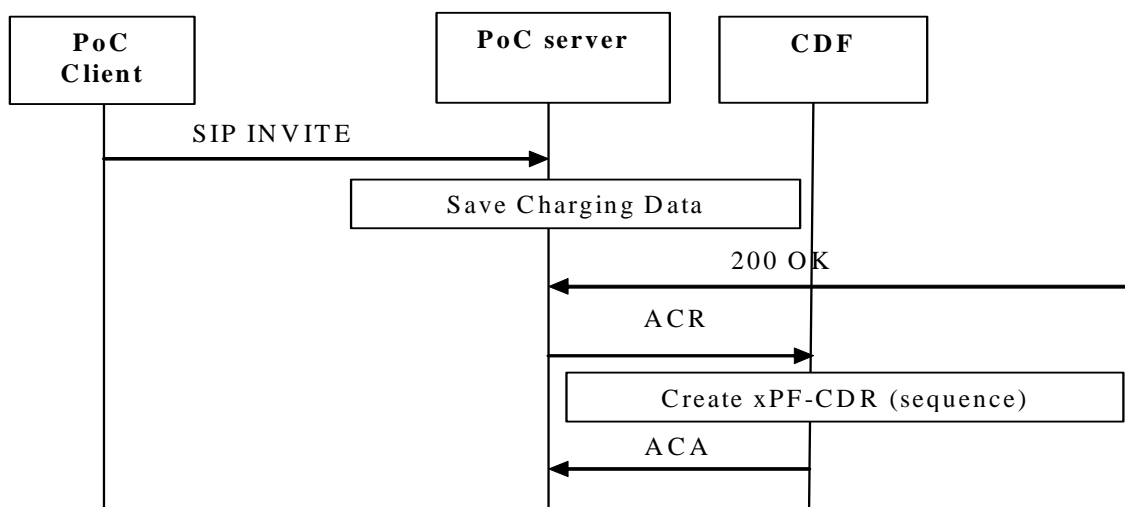 PoC
Client
PoC server
CDF
SIP INVITE
Save Charging Data
200 OK
ACR
Create xPF-CDR (sequence)
ACA